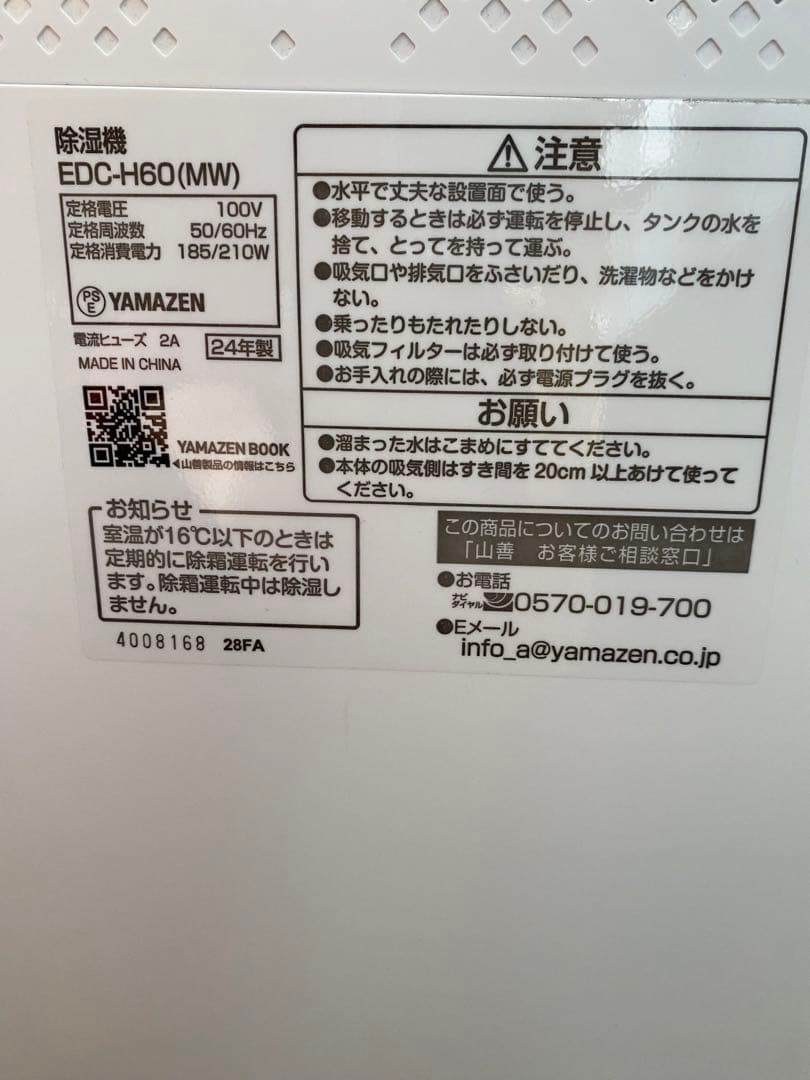 除湿機
EDC-H60(MW)
定格電圧 100V
定格周波数 50/60Hz
定格消費電力 185/210W
PSE YAMAZEN
電流ヒューズ 2A 24年製
MADE IN CHINA
YAMAZEN BOOK
◀山善製品の情報はこちら
お知らせ
室温が16℃以下のときは
定期的に除霜運転を行い
ます。除霜運転中は除湿し
ません。
4008168 28FA
⚠注意
●水平で丈夫な設置面で使う。
●移動するときは必ず運転を停止し、タンクの水を
捨て、とってを持って運ぶ。
●吸気口や排気口をふさいだり、洗濯物などをかけ
ない。
●乗ったりもたれたりしない。
●吸気フィルターは必ず取り付けて使う。
●お手入れの際には、必ず電源プラグを抜く。
お願い
●溜まった水はこまめにすててください。
●本体の吸気側はすき間を20cm以上あけて使って
ください。
この商品についてのお問い合わせは
「山善 お客様ご相談窓口」
●お電話
ナビダイヤル 0570-019-700
●Eメール
info_a@yamazen.co.jp